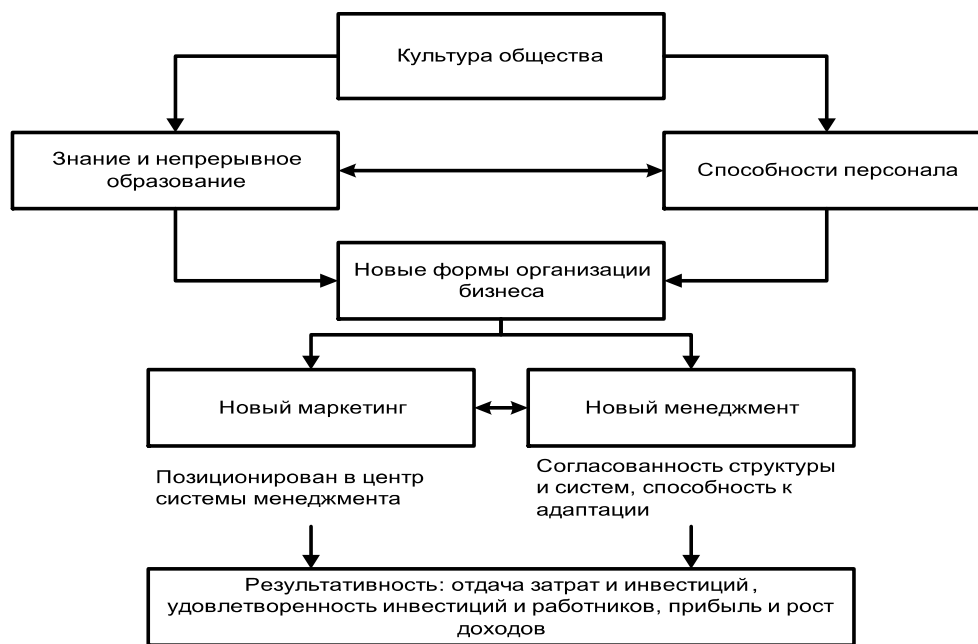 Культура общества
Знание и непрерывное
образование
Способности персонала
Новые формы организации
бизнеса
Новый маркетинг
Новый менеджмент
Позиционирован в центр
системы менеджмента
Согласованность структуры
и систем, способность к
адаптации
Результативность: отдача затрат и инвестиций,
удовлетворенность инвестиций и работников, прибыль и рост
доходов